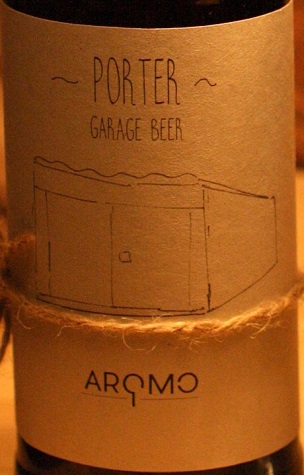 ~ PORTER ~
GARAGE BEER
AROMO